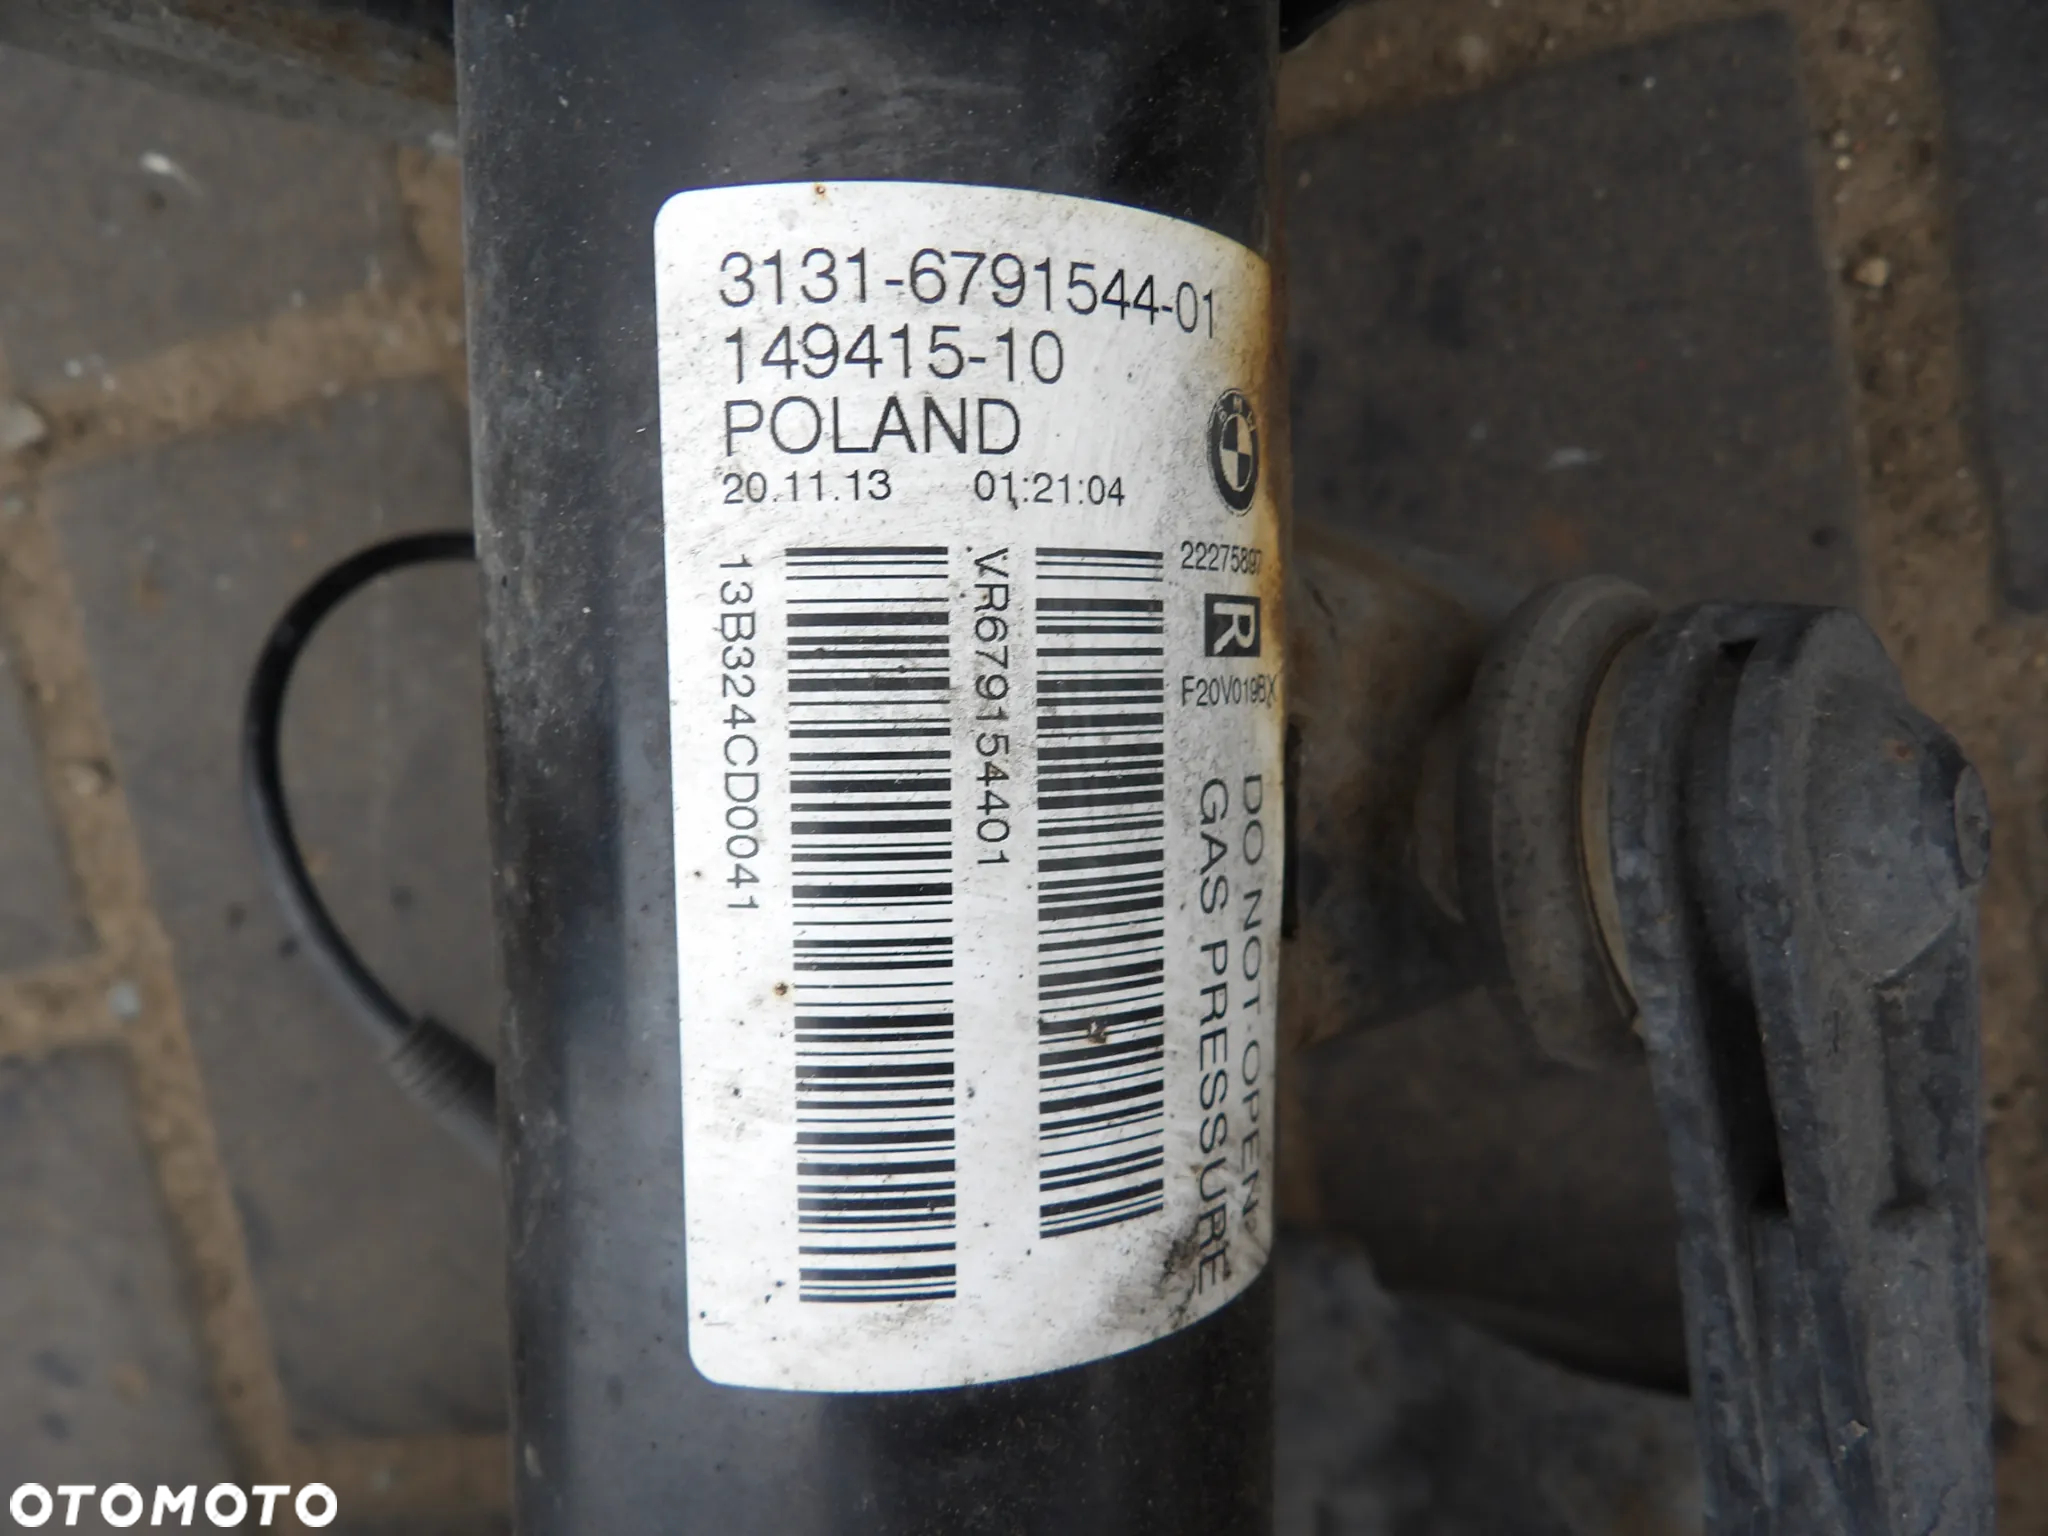 3131-6791544-01
149415-10
POLAND
20.11.13 01:21:04
BMW
22275897
R
F20V019BX
13B324CD0041
VR679154401
DO NOT OPEN
GAS PRESSURE
OTOMOTO